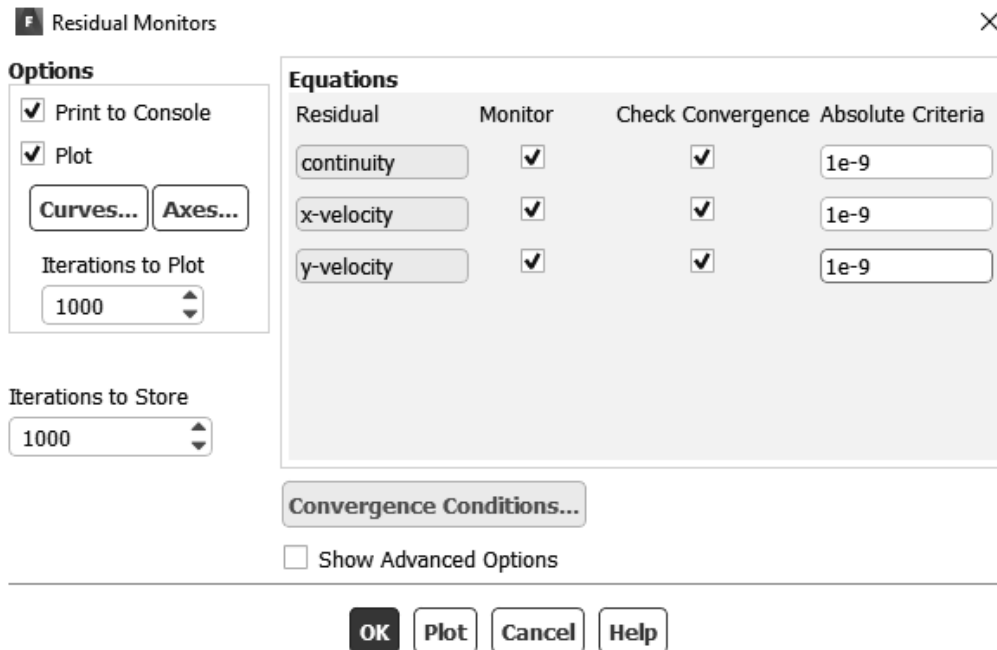 F Residual Monitors
Options
Print to Console
Plot
Curves... Axes...
Iterations to Plot
1000
Iterations to Store
1000
Equations
Residual Monitor Check Convergence Absolute Criteria
continuity 1e-9
x-velocity 1e-9
y-velocity 1e-9
Convergence Conditions...
Show Advanced Options
OK Plot Cancel Help